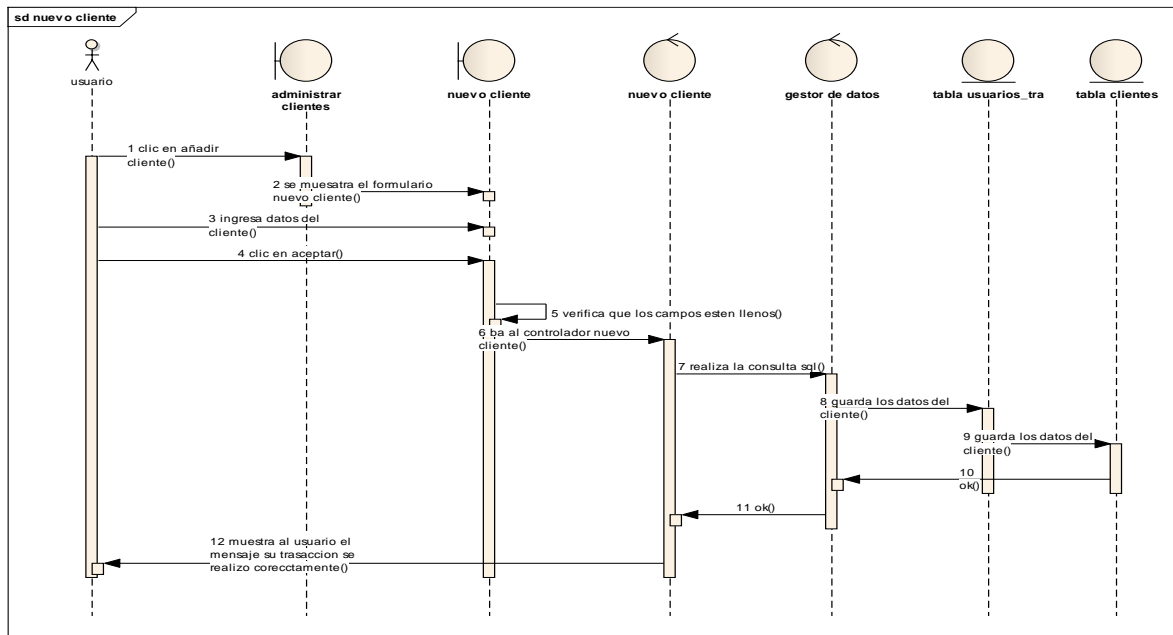 sd nuevo cliente
usuario
administrar
clientes
nuevo cliente
nuevo cliente
gestor de datos
tabla usuarios_tra
tabla clientes
1 clic en añadir
cliente()
2 se muesatra el formulario
nuevo cliente()
3 ingresa datos del
cliente()
4 clic en aceptar()
5 verifica que los campos esten llenos()
6 ba al controlador nuevo
cliente()
7 realiza la consulta sql()
8 guarda los datos del
cliente()
9 guarda los datos del
cliente()
10
ok()
11 ok()
12 muestra al usuario el
mensaje su trasaccion se
realizo corecctamente()